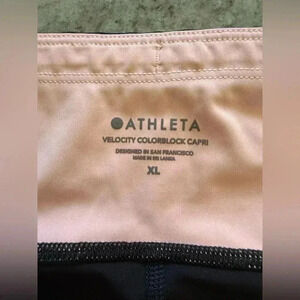 ATHLETA
VELOCITY COLORBLOCK CAPRI
DESIGNED IN SAN FRANCISCO
MADE IN SRI LANKA
XL